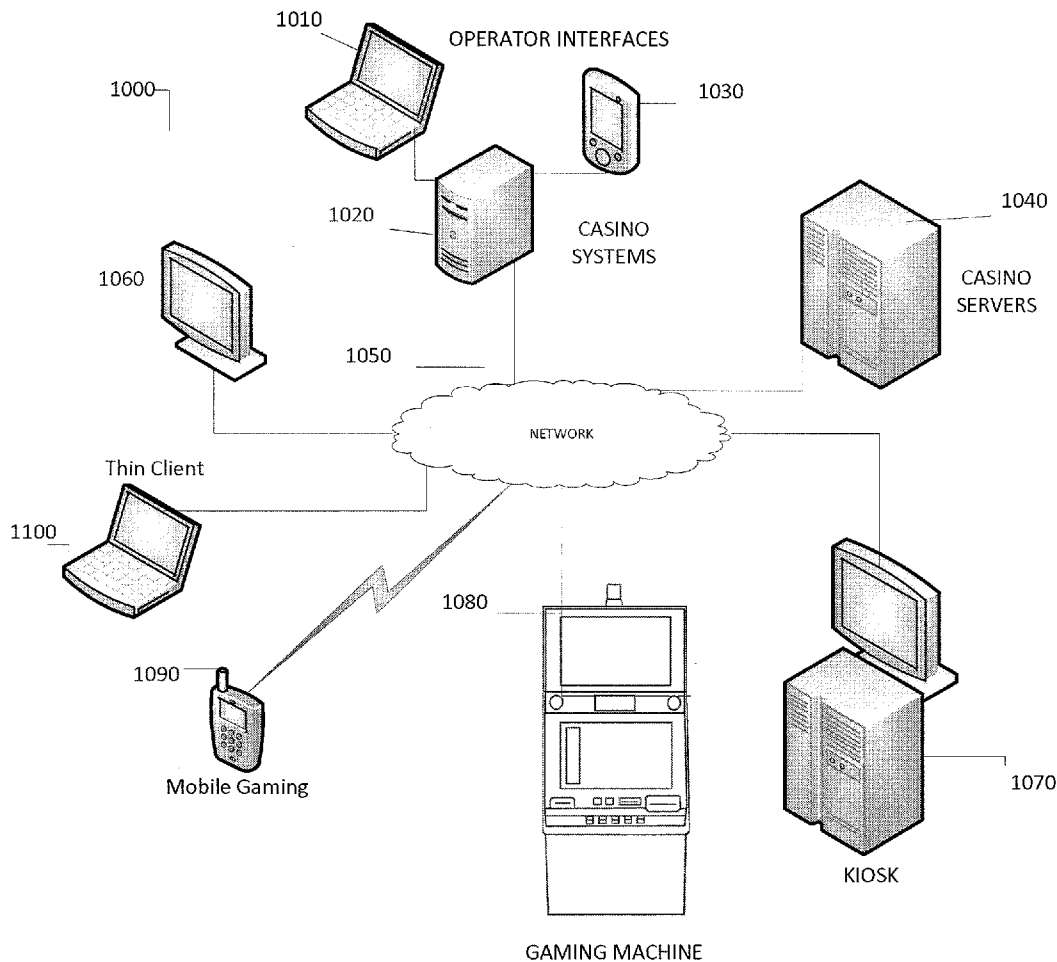 1010
OPERATOR INTERFACES
1000
1030
1020
CASINO
SYSTEMS
1040
CASINO
SERVERS
1060
1050
NETWORK
Thin Client
1100
1080
1090
Mobile Gaming
1070
KIOSK
GAMING MACHINE